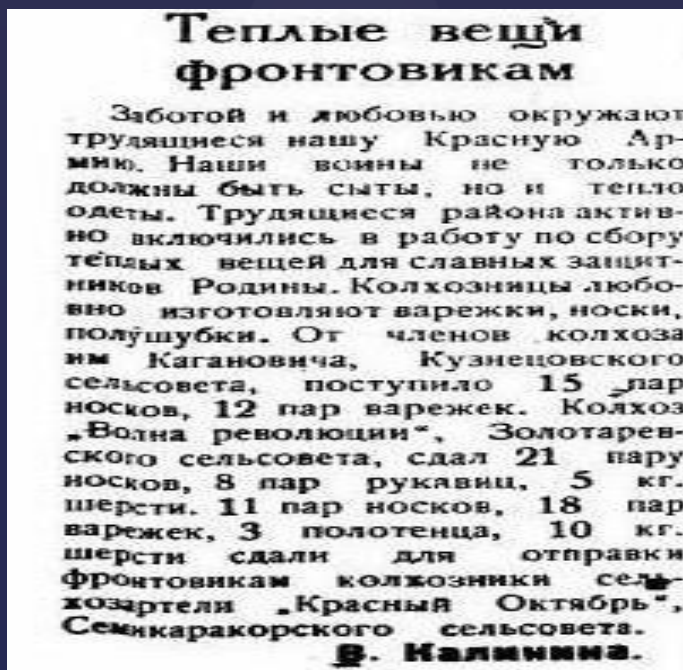 Теплые вещи
фронтовикам
Заботой и любовью окружают
трудящиеся нашу Красную Ар-
мию. Наши воины не только
должны быть сыты, но и тепло
одеты. Трудящиеся района актив-
но включились в работу по сбору
теплых вещей для славных защит-
ников Родины. Колхозницы любо-
вно изготовляют варежки, носки,
полушубки. От членов колхоза
им Кагановича, Кузнецовского
сельсовета, поступило 15 пар
носков, 12 пар варежек. Колхоз
„Волна революции“, Золотарев-
ского сельсовета, сдал 21 пару
носков, 8 пар рукавиц, 5 кг.
шерсти. 11 пар носков, 18 пар
варежек, 3 полотенца, 10 кг.
шерсти сдали для отправки
фронтовикам колхозники сель-
хозартели „Красный Октябрь“,
Семикаракорского сельсовета.
В. Калинина.